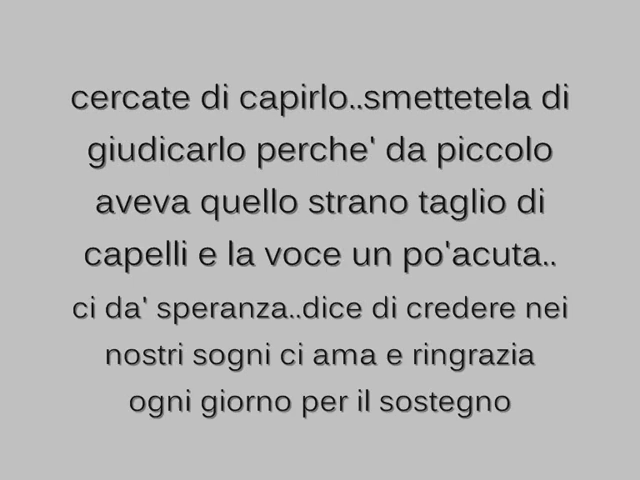 cercate di capirlo..smettetela di
giudicarlo perche' da piccolo
aveva quello strano taglio di
capelli e la voce un po'acuta..
ci da' speranza..dice di credere nei
nostri sogni ci ama e ringrazia
ogni giorno per il sostegno